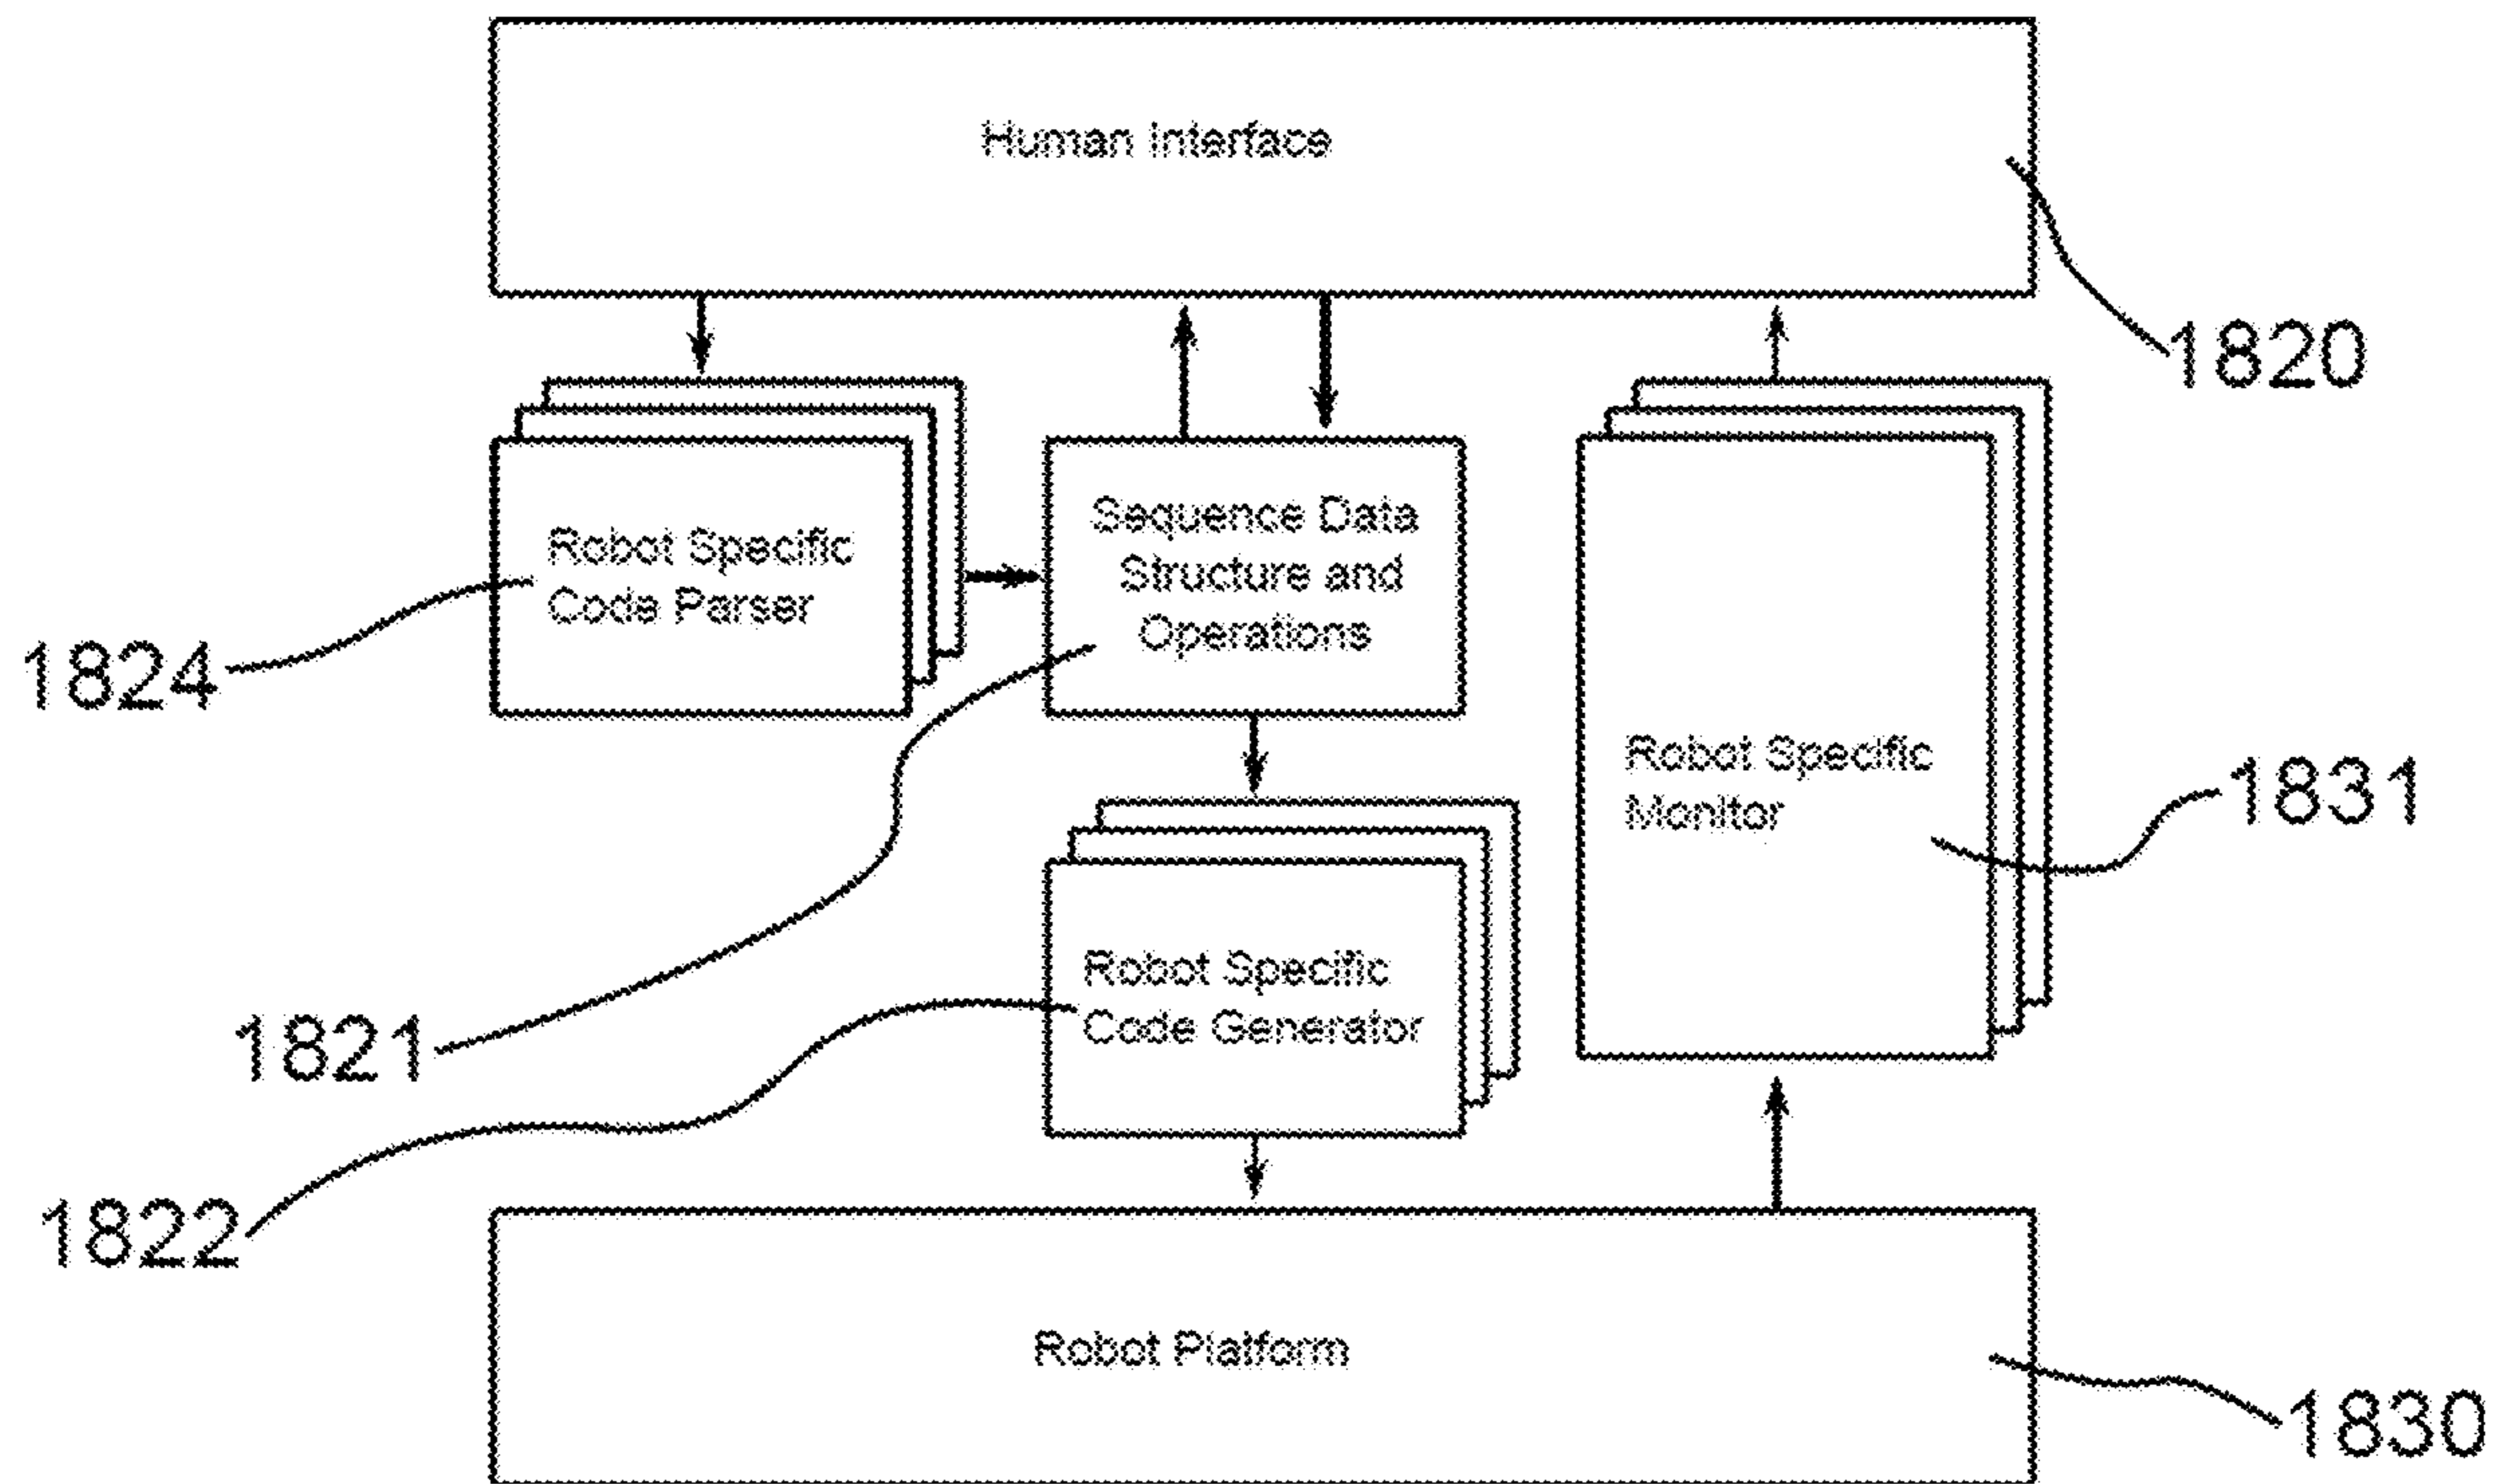 Human Interface
1820
Robot Specific
Code Parser
Sequence Data
Structure and
Operations
1824
Robot Specific
Monitor
1831
Robot Specific
Code Generator
1821
1822
Robot Platform
1830